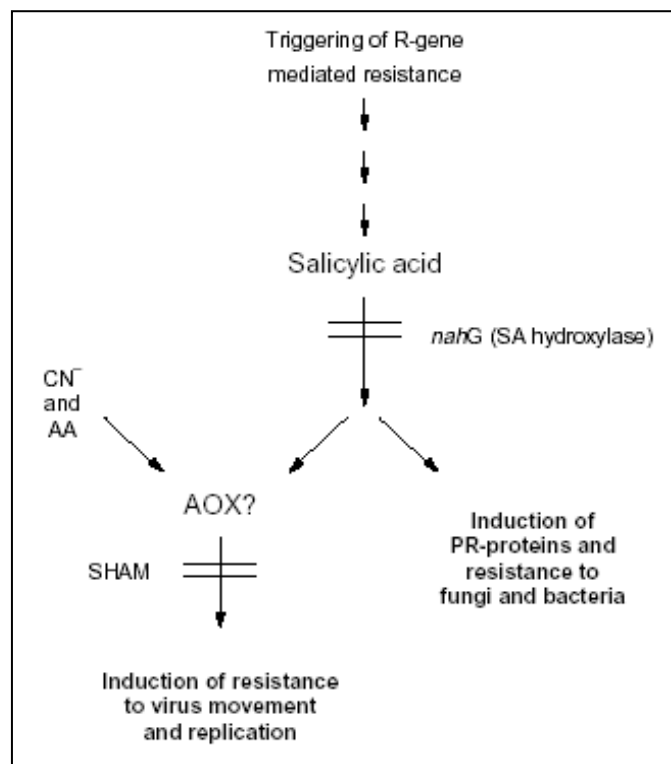 Triggering of R-gene
mediated resistance
Salicylic acid
nahG (SA hydroxylase)
CN⁻
and
AA
AOX?
SHAM
Induction of
PR-proteins and
resistance to
fungi and bacteria
Induction of resistance
to virus movement
and replication